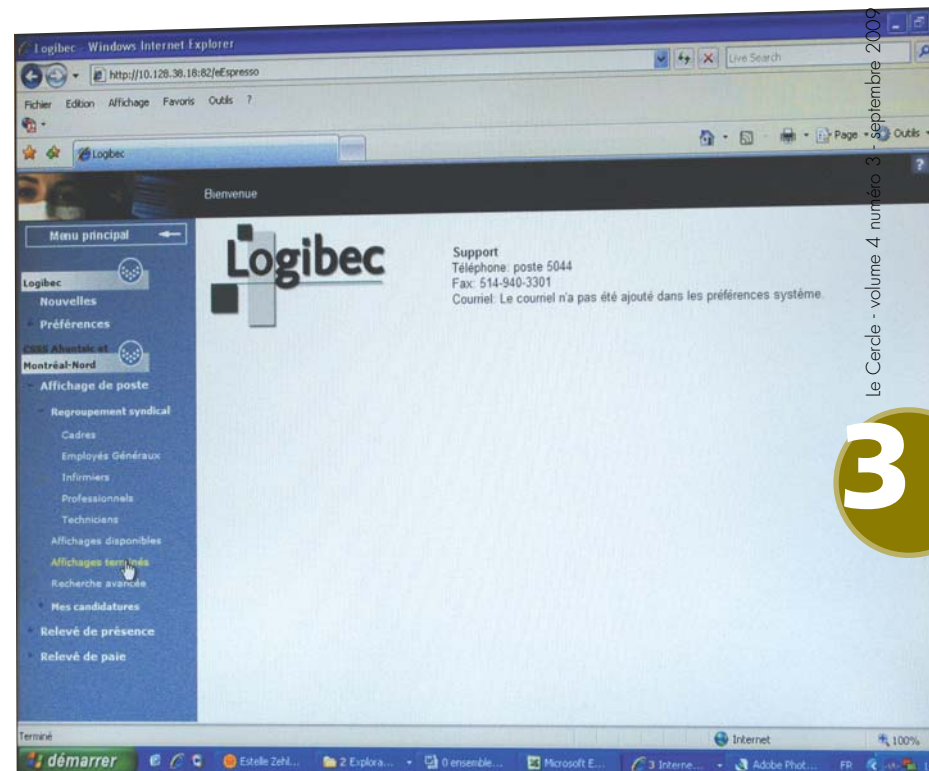 Logibec - Windows Internet Explorer
http://10.128.38.18:82/eEspresso
Live Search
Fichier Edition Affichage Favoris Outils ?
Logibec
Page Outils
Bienvenue
?
Menu principal
Logibec
Nouvelles
Préférences
CSSS Ahuntsic et
Montréal-Nord
Affichage de poste
Regroupement syndical
Cadres
Employés Généraux
Infirmiers
Professionnels
Techniciens
Affichages disponibles
Affichages terminés
Recherche avancée
Mes candidatures
Relevé de présence
Relevé de paie
Logibec
Support
Téléphone: poste 5044
Fax: 514-940-3301
Courriel: Le courriel n'a pas été ajouté dans les préférences système.
Terminé
Internet
100%
démarrer
Estelle Zehl...
2 Explora...
0 ensemble...
Microsoft E...
3 Interne...
Adobe Phot...
FR
Le Cercle - volume 4 numéro 3 - septembre 2009
3